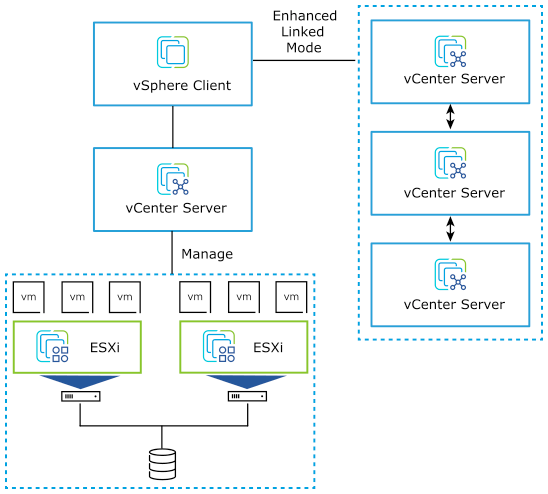 Enhanced
Linked
Mode
vSphere Client
vCenter Server
vCenter Server
vCenter Server
vCenter Server
Manage
vm vm vm vm vm vm
ESXi ESXi